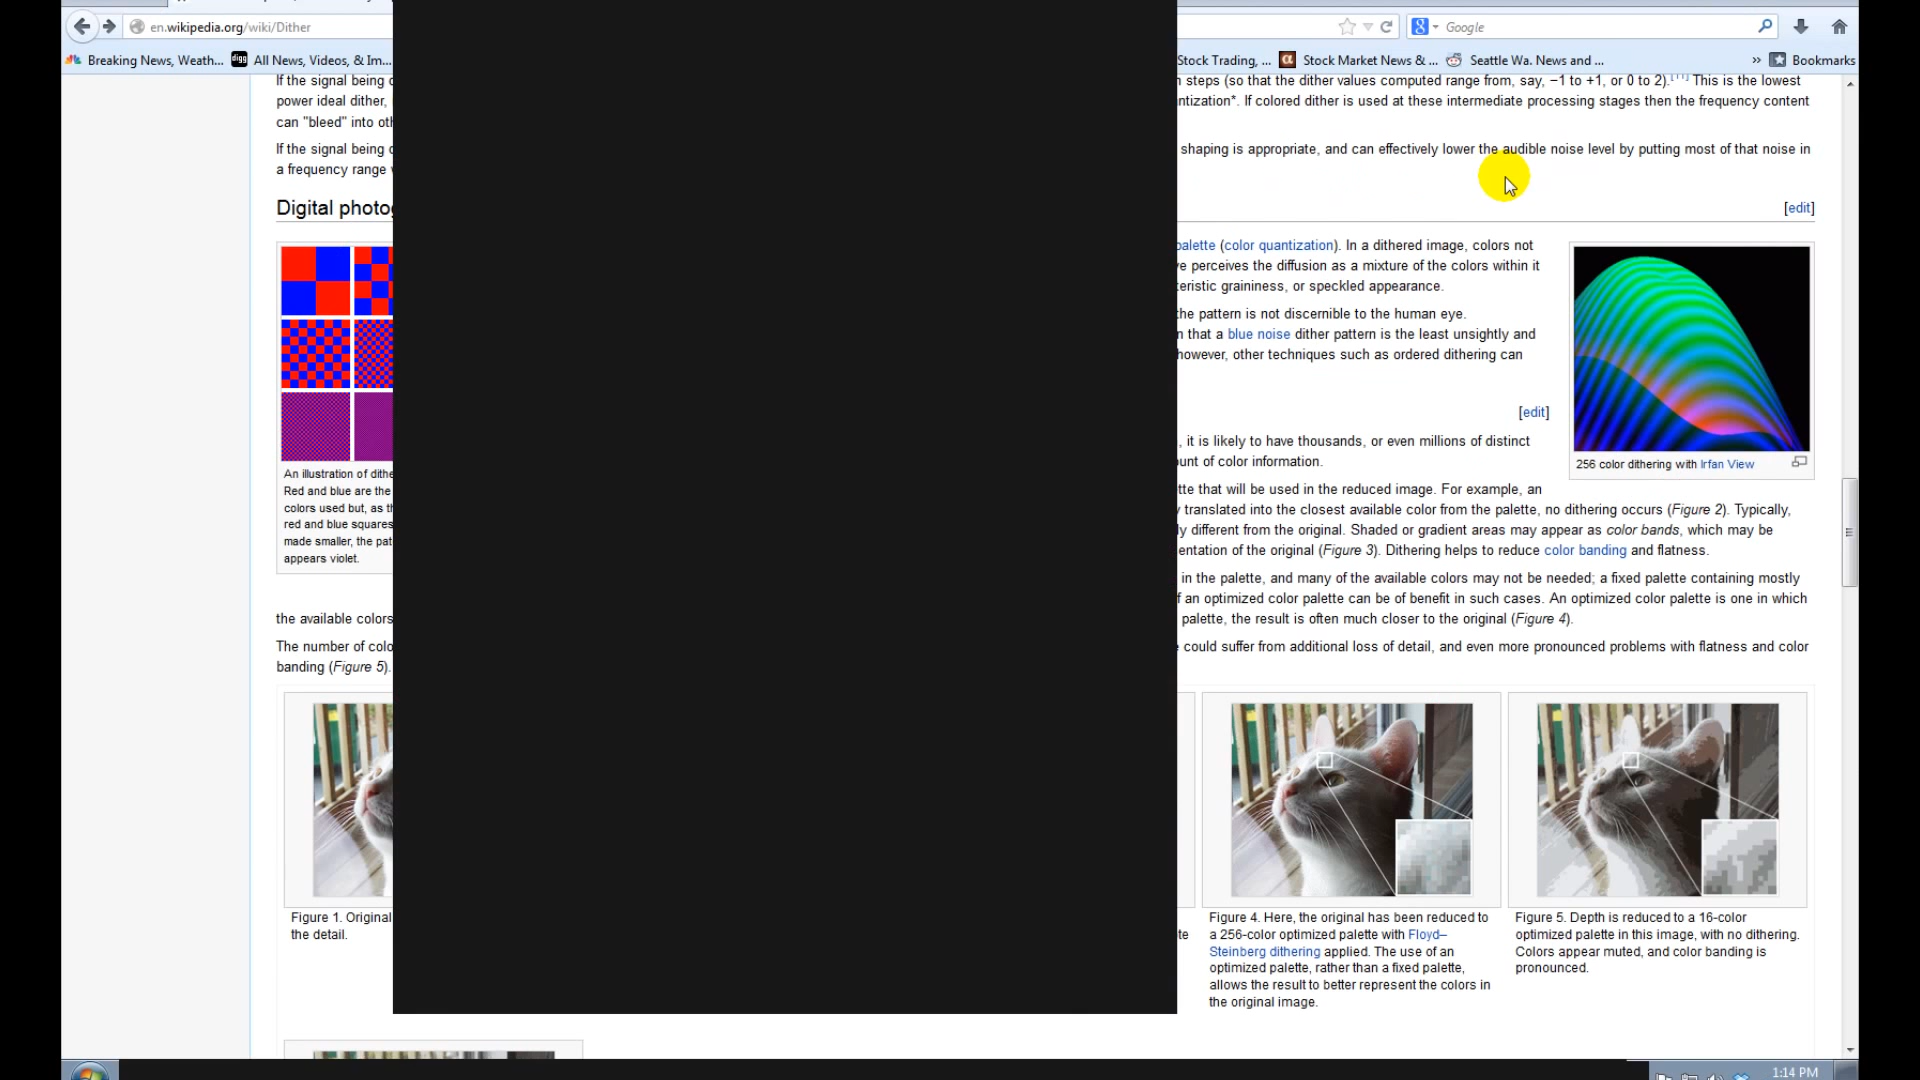 en.wikipedia.org/wiki/Dither
Google
Breaking News, Weath...
digg
All News, Videos, & Im...
Stock Trading, ...
Stock Market News & ...
Seattle Wa. News and ...
» Bookmarks
steps (so that the dither values computed range from, say, −1 to +1, or 0 to 2).[11] This is the lowest
power ideal dither,
If colored dither is used at these intermediate processing stages then the frequency content
can "bleed" into
If the signal being
shaping is appropriate, and can effectively lower the audible noise level by putting most of that noise in
a frequency range
Digital
[edit]
palette (color quantization). In a dithered image, colors not
perceives the diffusion as a mixture of the colors within it
graininess, or speckled appearance.
the pattern is not discernible to the human eye.
that a blue noise dither pattern is the least unsightly and
however, other techniques such as ordered dithering can
[edit]
, it is likely to have thousands, or even millions of distinct
of color information.
256 color dithering with Irfan View
An illustration of
Red and blue are the
colors used but, as
red and blue squares
made smaller, the
appears violet.
that will be used in the reduced image. For example, an
translated into the closest available color from the palette, no dithering occurs (Figure 2). Typically,
different from the original. Shaded or gradient areas may appear as color bands, which may be
of the original (Figure 3). Dithering helps to reduce color banding and flatness.
in the palette, and many of the available colors may not be needed; a fixed palette containing mostly
an optimized color palette can be of benefit in such cases. An optimized color palette is one in which
the available colors
palette, the result is often much closer to the original (Figure 4).
The number of
could suffer from additional loss of detail, and even more pronounced problems with flatness and color
banding (Figure 5).
Figure 1. Original
the detail.
Figure 4. Here, the original has been reduced to
a 256-color optimized palette with Floyd–
Steinberg dithering applied. The use of an
optimized palette, rather than a fixed palette,
allows the result to better represent the colors in
the original image.
Figure 5. Depth is reduced to a 16-color
optimized palette in this image, with no dithering.
Colors appear muted, and color banding is
pronounced.
1:14 PM